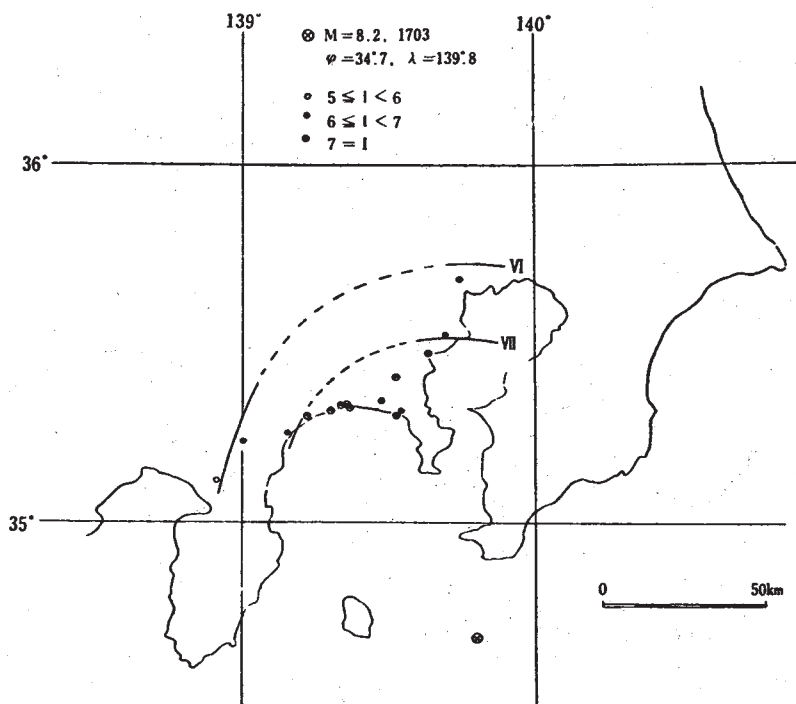 139° 140°
⊗ M=8.2, 1703
φ=34°.7, λ=139°.8
○ 5 ≦ I < 6
• 6 ≦ I < 7
● 7 = I
36°
VI
VII
35°
0 50km